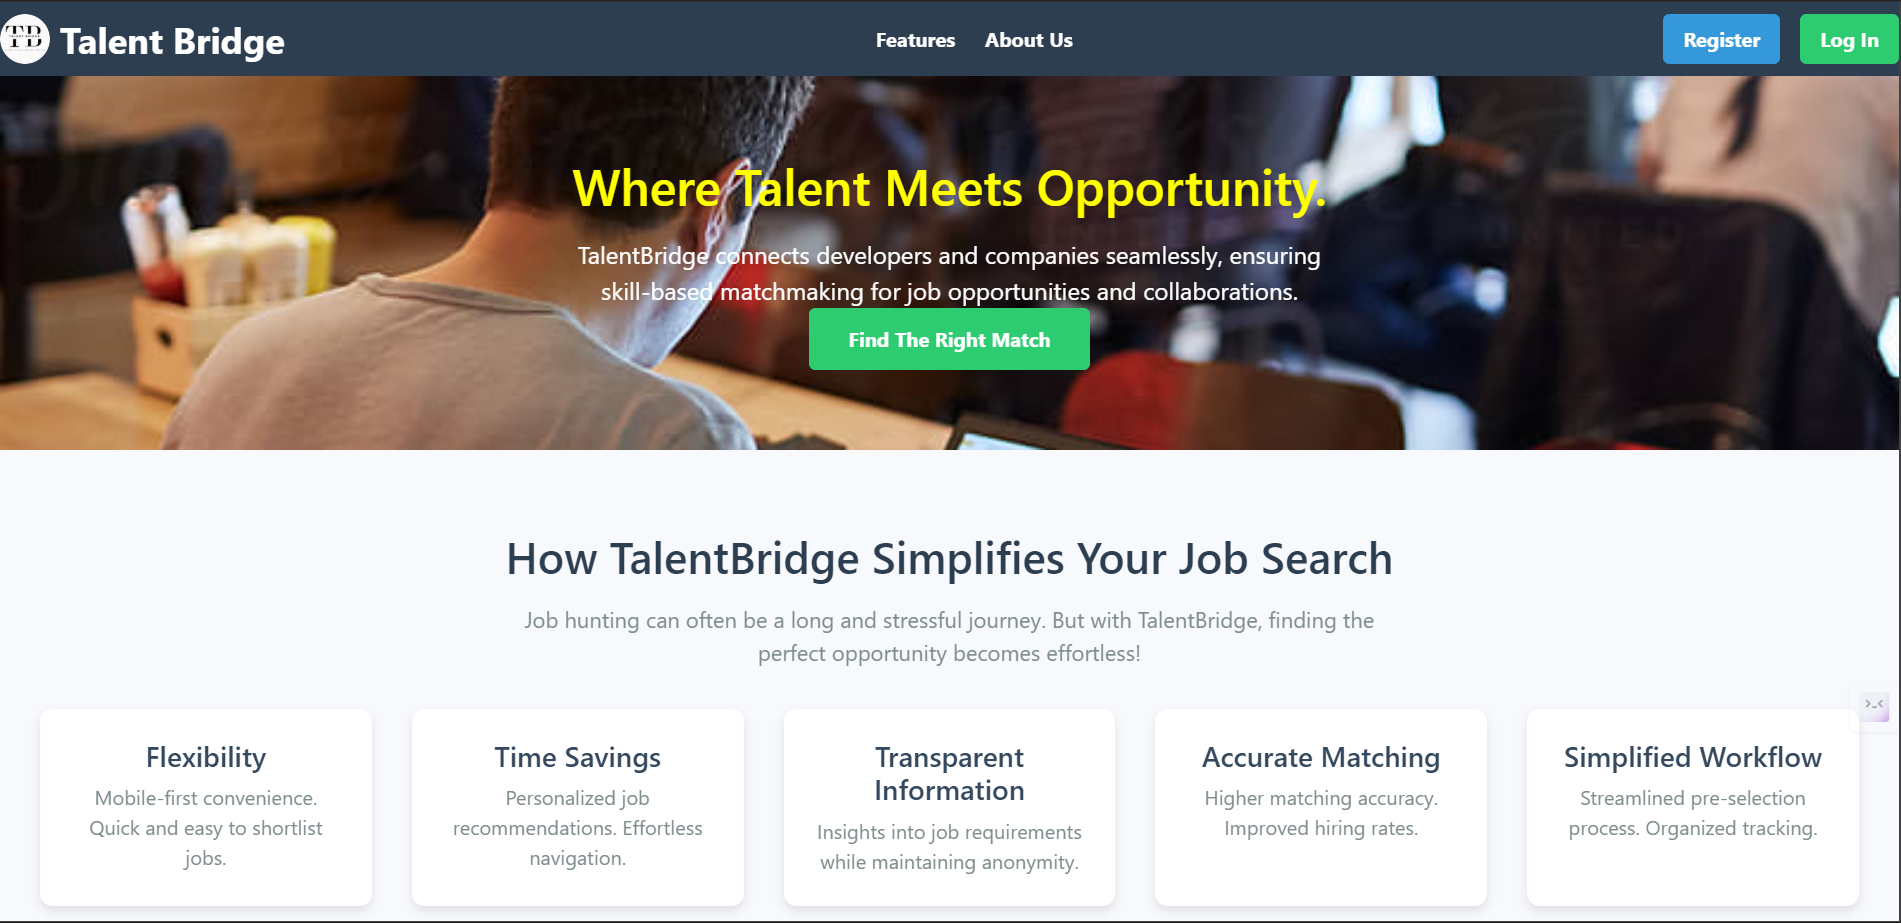 TB
Talent Bridge
Features
About Us
Register
Log In
Where Talent Meets Opportunity.
TalentBridge connects developers and companies seamlessly, ensuring
skill-based matchmaking for job opportunities and collaborations.
Find The Right Match
UNITED
How TalentBridge Simplifies Your Job Search
Job hunting can often be a long and stressful journey. But with TalentBridge, finding the
perfect opportunity becomes effortless!
Flexibility
Mobile-first convenience.
Quick and easy to shortlist
jobs.
Time Savings
Personalized job
recommendations. Effortless
navigation.
Transparent
Information
Insights into job requirements
while maintaining anonymity.
Accurate Matching
Higher matching accuracy.
Improved hiring rates.
Simplified Workflow
Streamlined pre-selection
process. Organized tracking.